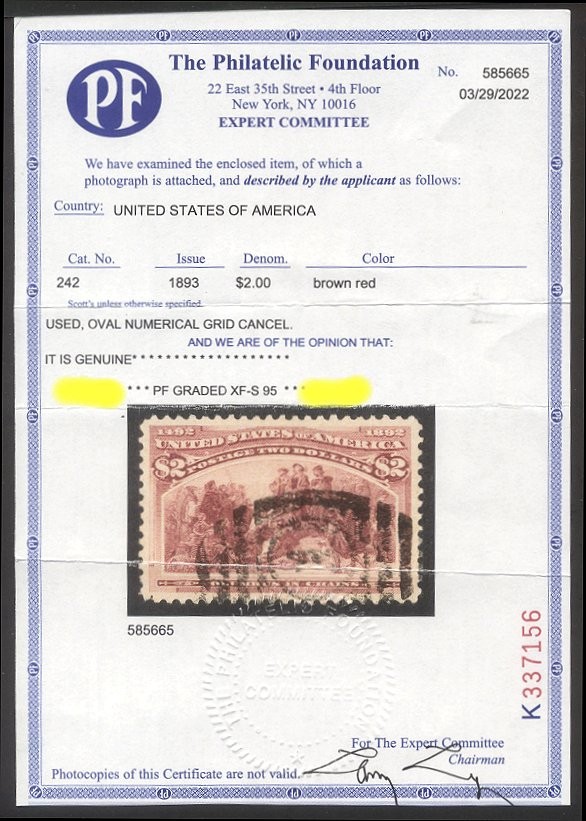 PF
The Philatelic Foundation
22 East 35th Street • 4th Floor
New York, NY 10016
EXPERT COMMITTEE
No. 585665
03/29/2022
We have examined the enclosed item, of which a
photograph is attached, and described by the applicant as follows:
Country: UNITED STATES OF AMERICA
Cat. No. Issue Denom. Color
242 1893 $2.00 brown red
Scott's unless otherwise specified.
USED, OVAL NUMERICAL GRID CANCEL.
AND WE ARE OF THE OPINION THAT:
IT IS GENUINE*******************
***PF GRADED XF-S 95 ***
1492 1892
UNITED STATES OF AMERICA
POSTAGE TWO DOLLARS
$2 $2
IN CHAINS
585665
EXPERT
COMMITTEE
K337156
For The Expert Committee
Chairman
Photocopies of this Certificate are not valid.